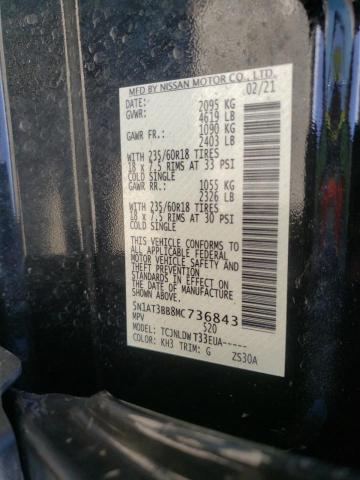 MFD BY NISSAN MOTOR CO., LTD.
DATE: 02/21
GVWR: 2095 KG
4619 LB
GAWR FR.: 1090 KG
2403 LB
WITH 235/60R18 TIRES
18 x 7.5 RIMS AT 33 PSI
COLD SINGLE
GAWR RR.: 1055 KG
2326 LB
WITH 235/60R18 TIRES
18 x 7.5 RIMS AT 30 PSI
COLD SINGLE
THIS VEHICLE CONFORMS TO
ALL APPLICABLE U.S. FEDERAL
MOTOR VEHICLE SAFETY
STANDARDS IN EFFECT ON
THE DATE OF MANUFACTURE
SHOWN ABOVE.
5N1AT3BB8MC736843
MPV 520
TYPE: TCJNLDW T33EUA-----
COLOR: KH3 TRIM: G ZS30A